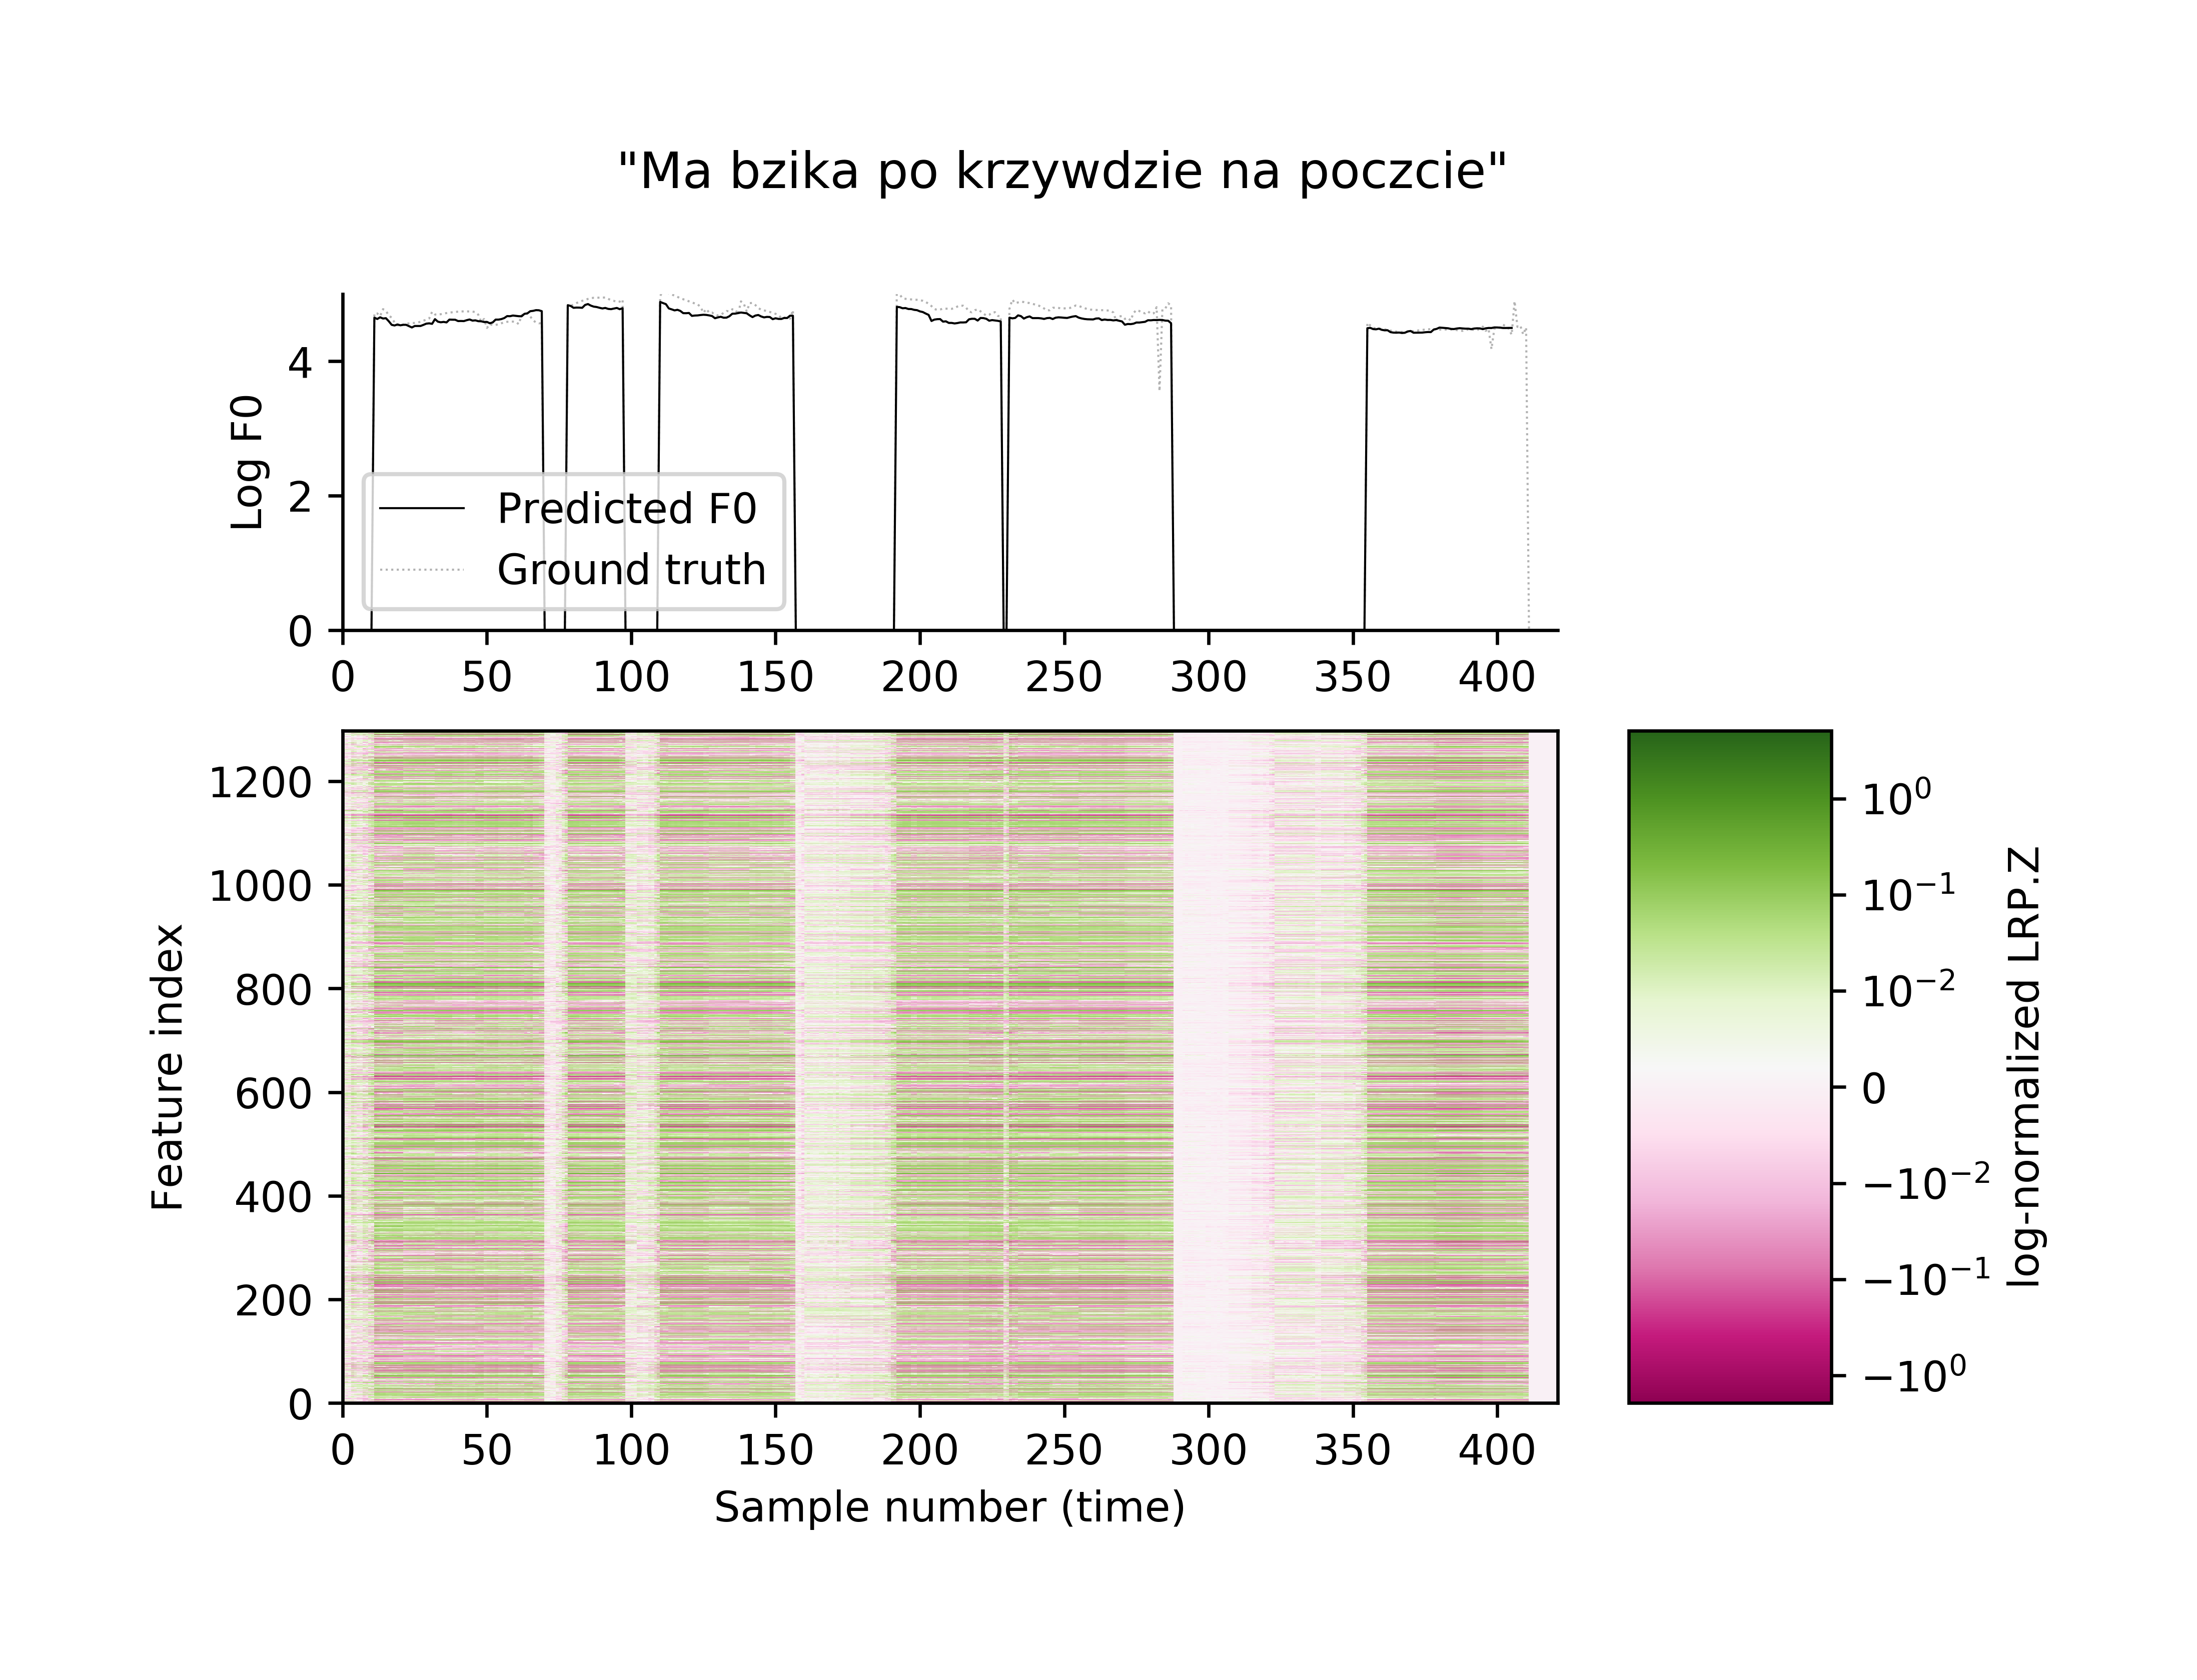 "Ma bzika po krzywdzie na poczcie"
Log F0
4
2
0
Predicted F0
Ground truth
0 50 100 150 200 250 300 350 400
Feature index
1200
1000
800
600
400
200
0
0 50 100 150 200 250 300 350 400
Sample number (time)
10⁰
10⁻¹
10⁻²
0
−10⁻²
−10⁻¹
−10⁰
log-normalized LRP.Z